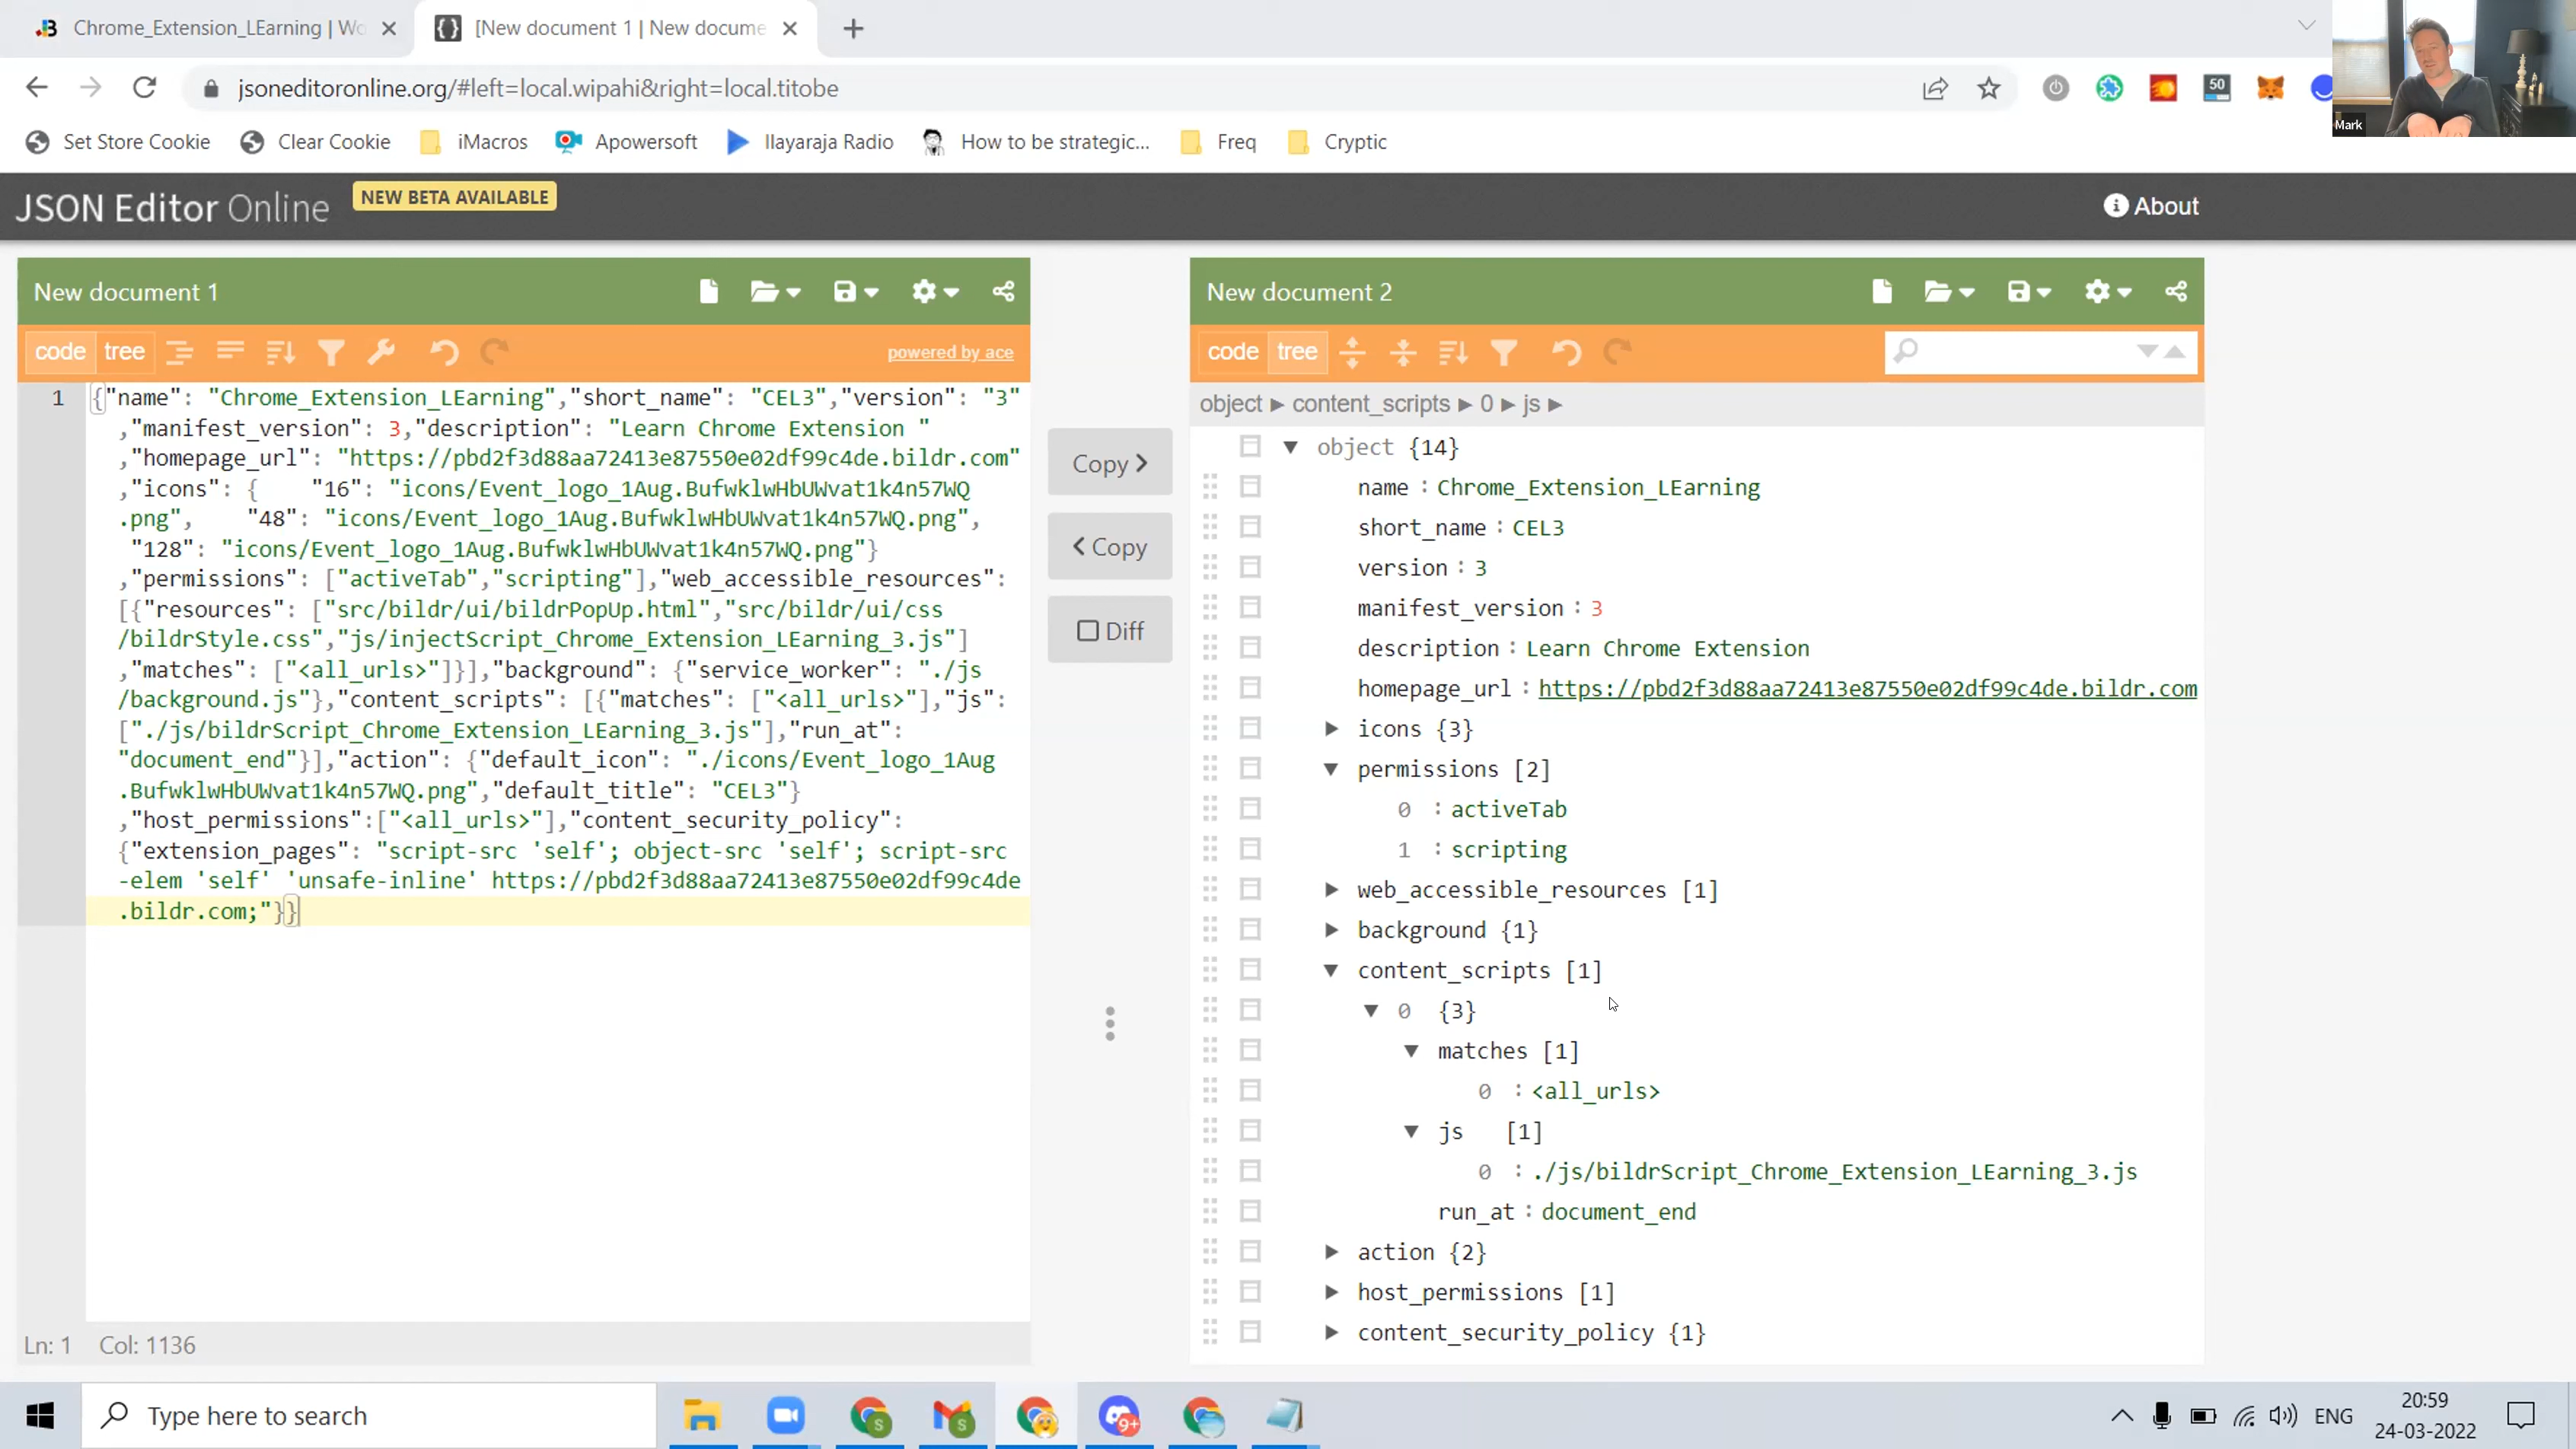 Chrome_Extension_LEarning | Wo
[New document 1 | New docume
jsoneditoronline.org/#left=local.wipahi&right=local.titobe
50
Mark
Set Store Cookie
Clear Cookie
iMacros
Apowersoft
Ilayaraja Radio
How to be strategic...
Freq
Cryptic
JSON Editor Online
NEW BETA AVAILABLE
About
New document 1
code
tree
powered by ace
1
{"name": "Chrome_Extension_LEarning","short_name": "CEL3","version": "3"
,"manifest_version": 3,"description": "Learn Chrome Extension "
,"homepage_url": "https://pbd2f3d88aa72413e87550e02df99c4de.bildr.com"
,"icons": {    "16": "icons/Event_logo_1Aug.BufwklwHbUWvat1k4n57WQ
.png",    "48": "icons/Event_logo_1Aug.BufwklwHbUWvat1k4n57WQ.png",
"128": "icons/Event_logo_1Aug.BufwklwHbUWvat1k4n57WQ.png"}
,"permissions": ["activeTab","scripting"],"web_accessible_resources":
[{"resources": ["src/bildr/ui/bildrPopUp.html","src/bildr/ui/css
/bildrStyle.css","js/injectScript_Chrome_Extension_LEarning_3.js"]
,"matches": ["<all_urls>"]}],"background": {"service_worker": "./js
/background.js"},"content_scripts": [{"matches": ["<all_urls>"],"js":
["./js/bildrScript_Chrome_Extension_LEarning_3.js"],"run_at":
"document_end"}],"action": {"default_icon": "./icons/Event_logo_1Aug
.BufwklwHbUWvat1k4n57WQ.png","default_title": "CEL3"}
,"host_permissions":["<all_urls>"],"content_security_policy":
{"extension_pages": "script-src 'self'; object-src 'self'; script-src
-elem 'self' 'unsafe-inline' https://pbd2f3d88aa72413e87550e02df99c4de
.bildr.com;"}}
Ln: 1    Col: 1136
Copy
Copy
Diff
New document 2
code
tree
object ▶ content_scripts ▶ 0 ▶ js ▶
object {14}
name : Chrome_Extension_LEarning
short_name : CEL3
version : 3
manifest_version : 3
description : Learn Chrome Extension
homepage_url : https://pbd2f3d88aa72413e87550e02df99c4de.bildr.com
icons {3}
permissions [2]
0 : activeTab
1 : scripting
web_accessible_resources [1]
background {1}
content_scripts [1]
0 {3}
matches [1]
0 : <all_urls>
js [1]
0 : ./js/bildrScript_Chrome_Extension_LEarning_3.js
run_at : document_end
action {2}
host_permissions [1]
content_security_policy {1}
Type here to search
S
S
9+
ENG
20:59
24-03-2022